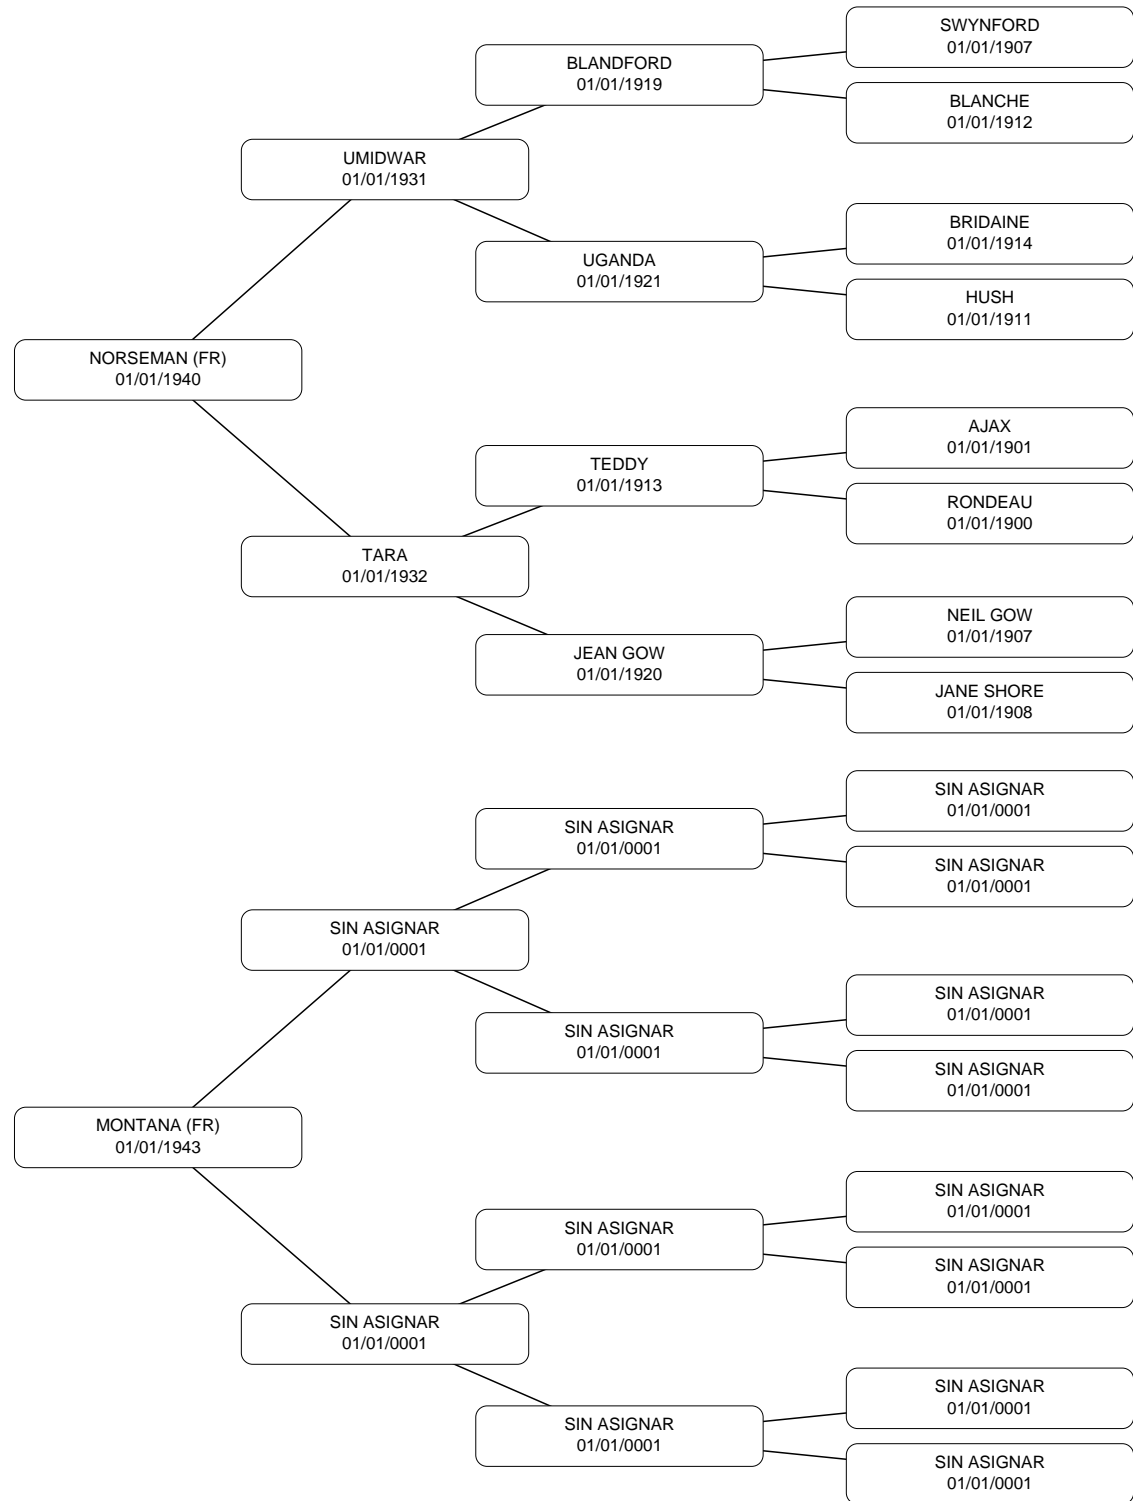 SWYNFORD
01/01/1907
BLANDFORD
01/01/1919
BLANCHE
01/01/1912
UMIDWAR
01/01/1931
BRIDAINE
01/01/1914
UGANDA
01/01/1921
HUSH
01/01/1911
NORSEMAN (FR)
01/01/1940
AJAX
01/01/1901
TEDDY
01/01/1913
RONDEAU
01/01/1900
TARA
01/01/1932
NEIL GOW
01/01/1907
JEAN GOW
01/01/1920
JANE SHORE
01/01/1908
SIN ASIGNAR
01/01/0001
SIN ASIGNAR
01/01/0001
SIN ASIGNAR
01/01/0001
SIN ASIGNAR
01/01/0001
SIN ASIGNAR
01/01/0001
SIN ASIGNAR
01/01/0001
SIN ASIGNAR
01/01/0001
MONTANA (FR)
01/01/1943
SIN ASIGNAR
01/01/0001
SIN ASIGNAR
01/01/0001
SIN ASIGNAR
01/01/0001
SIN ASIGNAR
01/01/0001
SIN ASIGNAR
01/01/0001
SIN ASIGNAR
01/01/0001
SIN ASIGNAR
01/01/0001